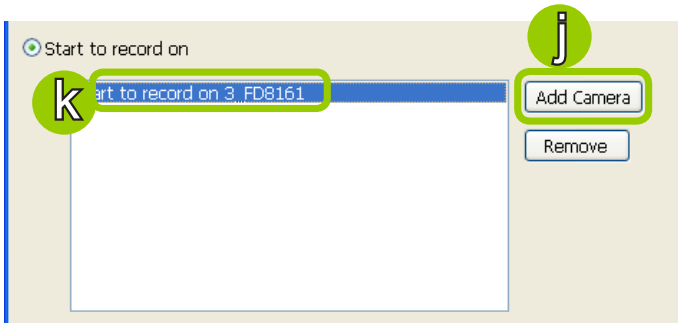 j
Start to record on
k
art to record on 3_FD8161
Add Camera
Remove